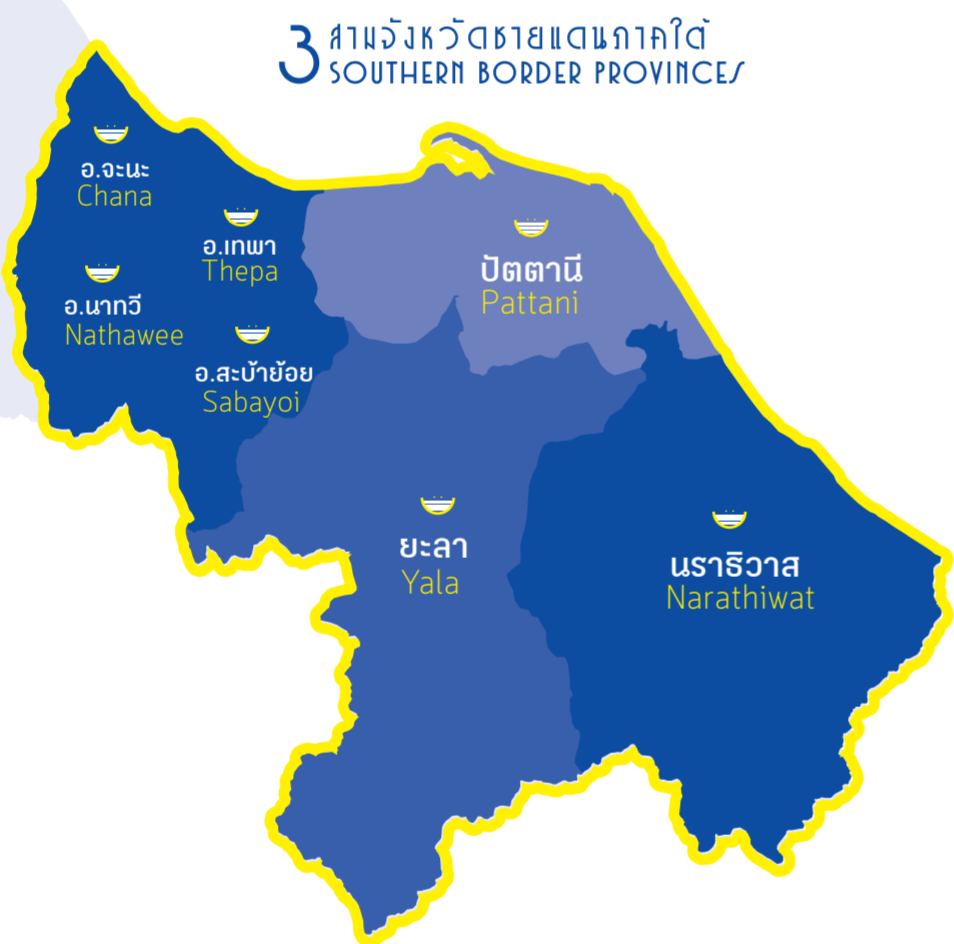 3 สามจังหวัดชายแดนภาคใต้
SOUTHERN BORDER PROVINCES
อ.จะนะ
Chana
อ.เทพา
Thepa
อ.นาทวี
Nathawee
อ.สะบ้าย้อย
Sabayoi
ปัตตานี
Pattani
ยะลา
Yala
นราธิวาส
Narathiwat